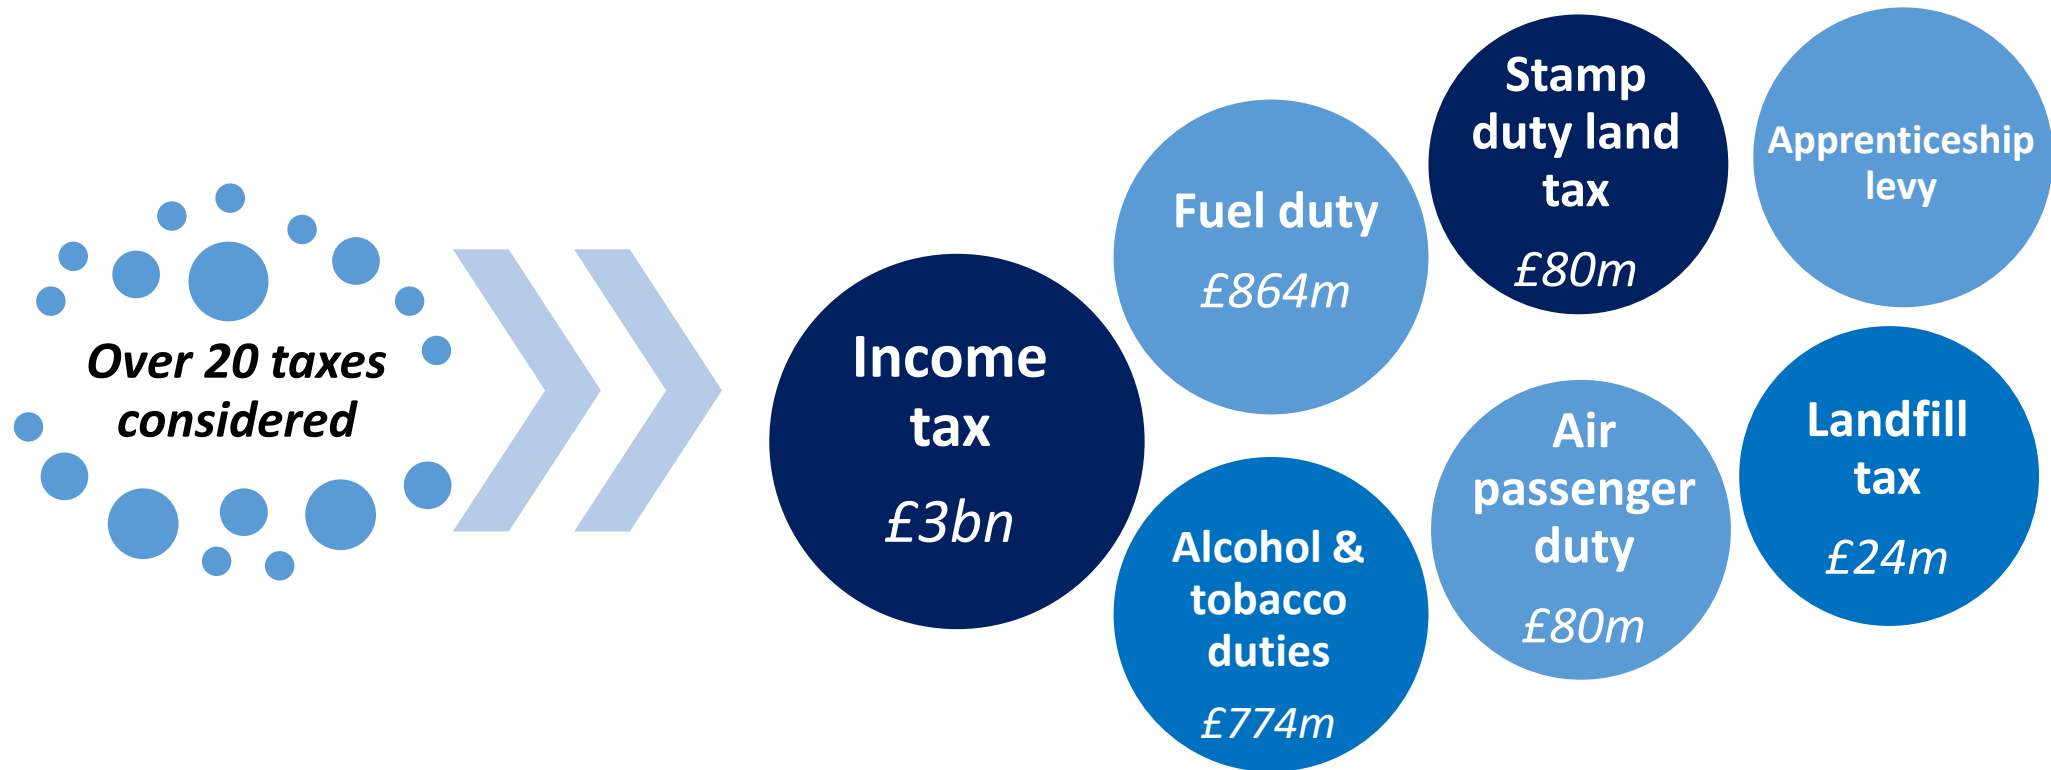 Over 20 taxes
considered
Income
tax
£3bn
Fuel duty
£864m
Alcohol &
tobacco
duties
£774m
Stamp
duty land
tax
£80m
Air
passenger
duty
£80m
Apprenticeship
levy
Landfill
tax
£24m